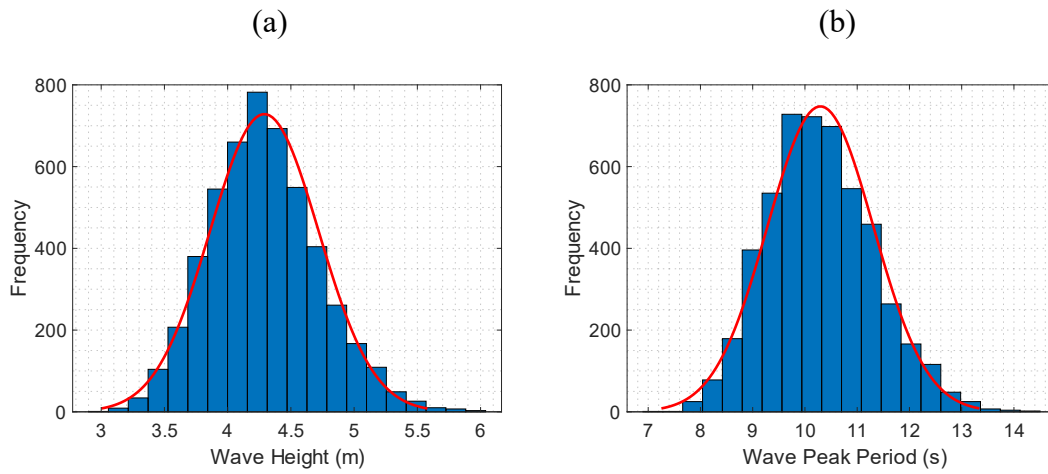 (a)
800
600
400
200
0
Frequency
3 3.5 4 4.5 5 5.5 6
Wave Height (m)
(b)
800
600
400
200
0
Frequency
7 8 9 10 11 12 13 14
Wave Peak Period (s)